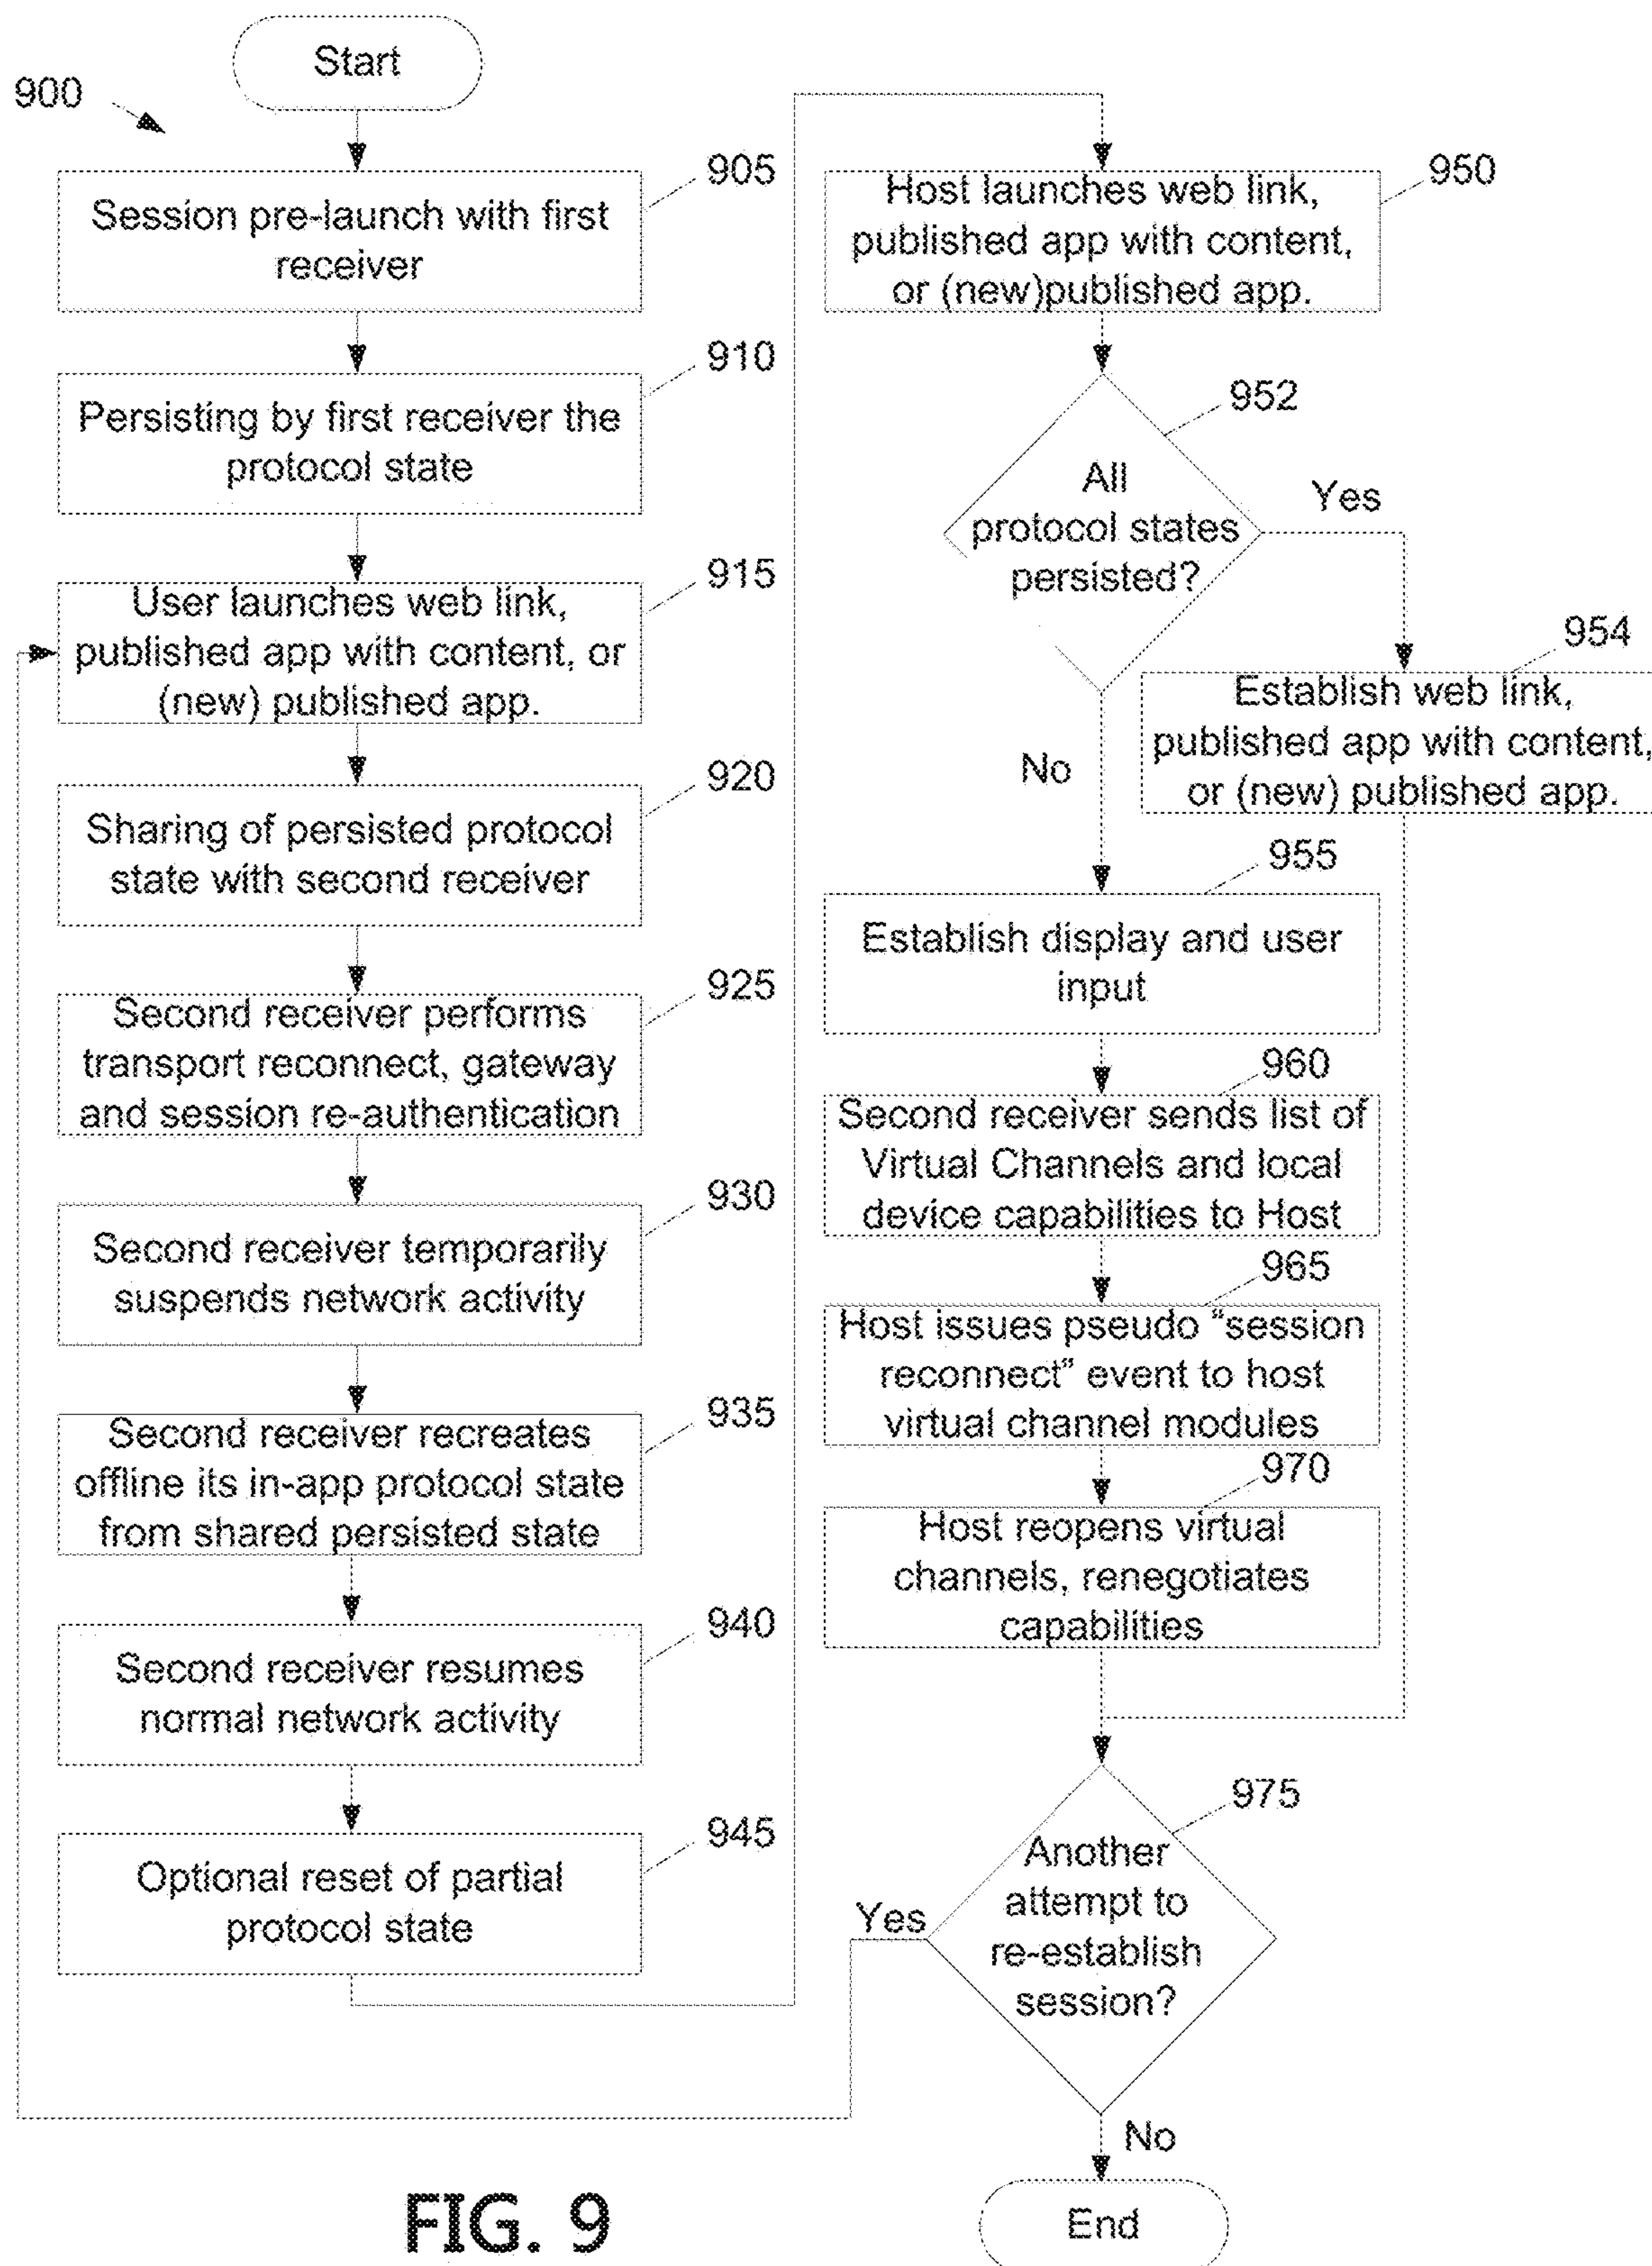 Start
900
905
Session pre-launch with first
receiver
910
Persisting by first receiver the
protocol state
915
User launches web link,
published app with content, or
(new) published app.
920
Sharing of persisted protocol
state with second receiver
925
Second receiver performs
transport reconnect, gateway
and session re-authentication
930
Second receiver temporarily
suspends network activity
935
Second receiver recreates
offline its in-app protocol state
from shared persisted state
940
Second receiver resumes
normal network activity
945
Optional reset of partial
protocol state
950
Host launches web link,
published app with content,
or (new)published app.
952
All
protocol states
persisted?
Yes
No
954
Establish web link,
published app with content,
or (new) published app.
955
Establish display and user
input
960
Second receiver sends list of
Virtual Channels and local
device capabilities to Host
965
Host issues pseudo “session
reconnect” event to host
virtual channel modules
970
Host reopens virtual
channels, renegotiates
capabilities
975
Another
attempt to
re-establish
session?
Yes
No
End
FIG. 9